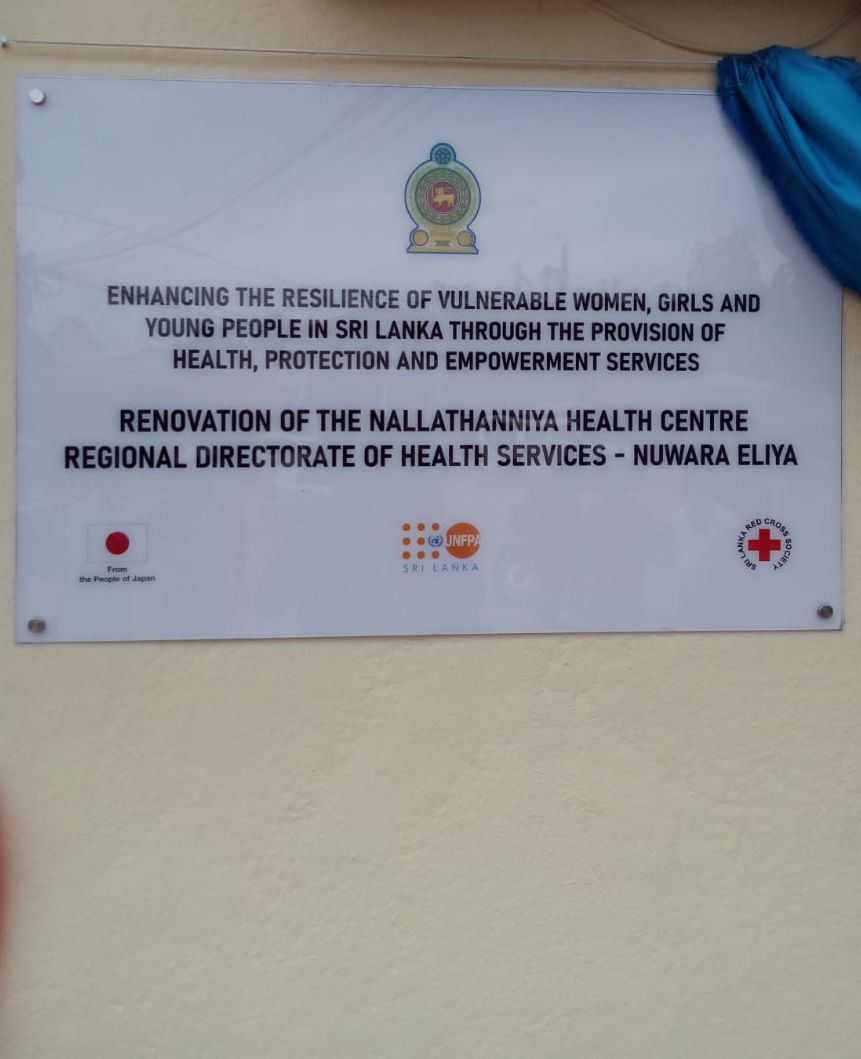 ENHANCING THE RESILIENCE OF VULNERABLE WOMEN, GIRLS AND
YOUNG PEOPLE IN SRI LANKA THROUGH THE PROVISION OF
HEALTH, PROTECTION AND EMPOWERMENT SERVICES
RENOVATION OF THE NALLATHANNIYA HEALTH CENTRE
REGIONAL DIRECTORATE OF HEALTH SERVICES - NUWARA ELIYA
From
the People of Japan
UNFPA
SRI LANKA
SRI LANKA RED CROSS SOCIETY